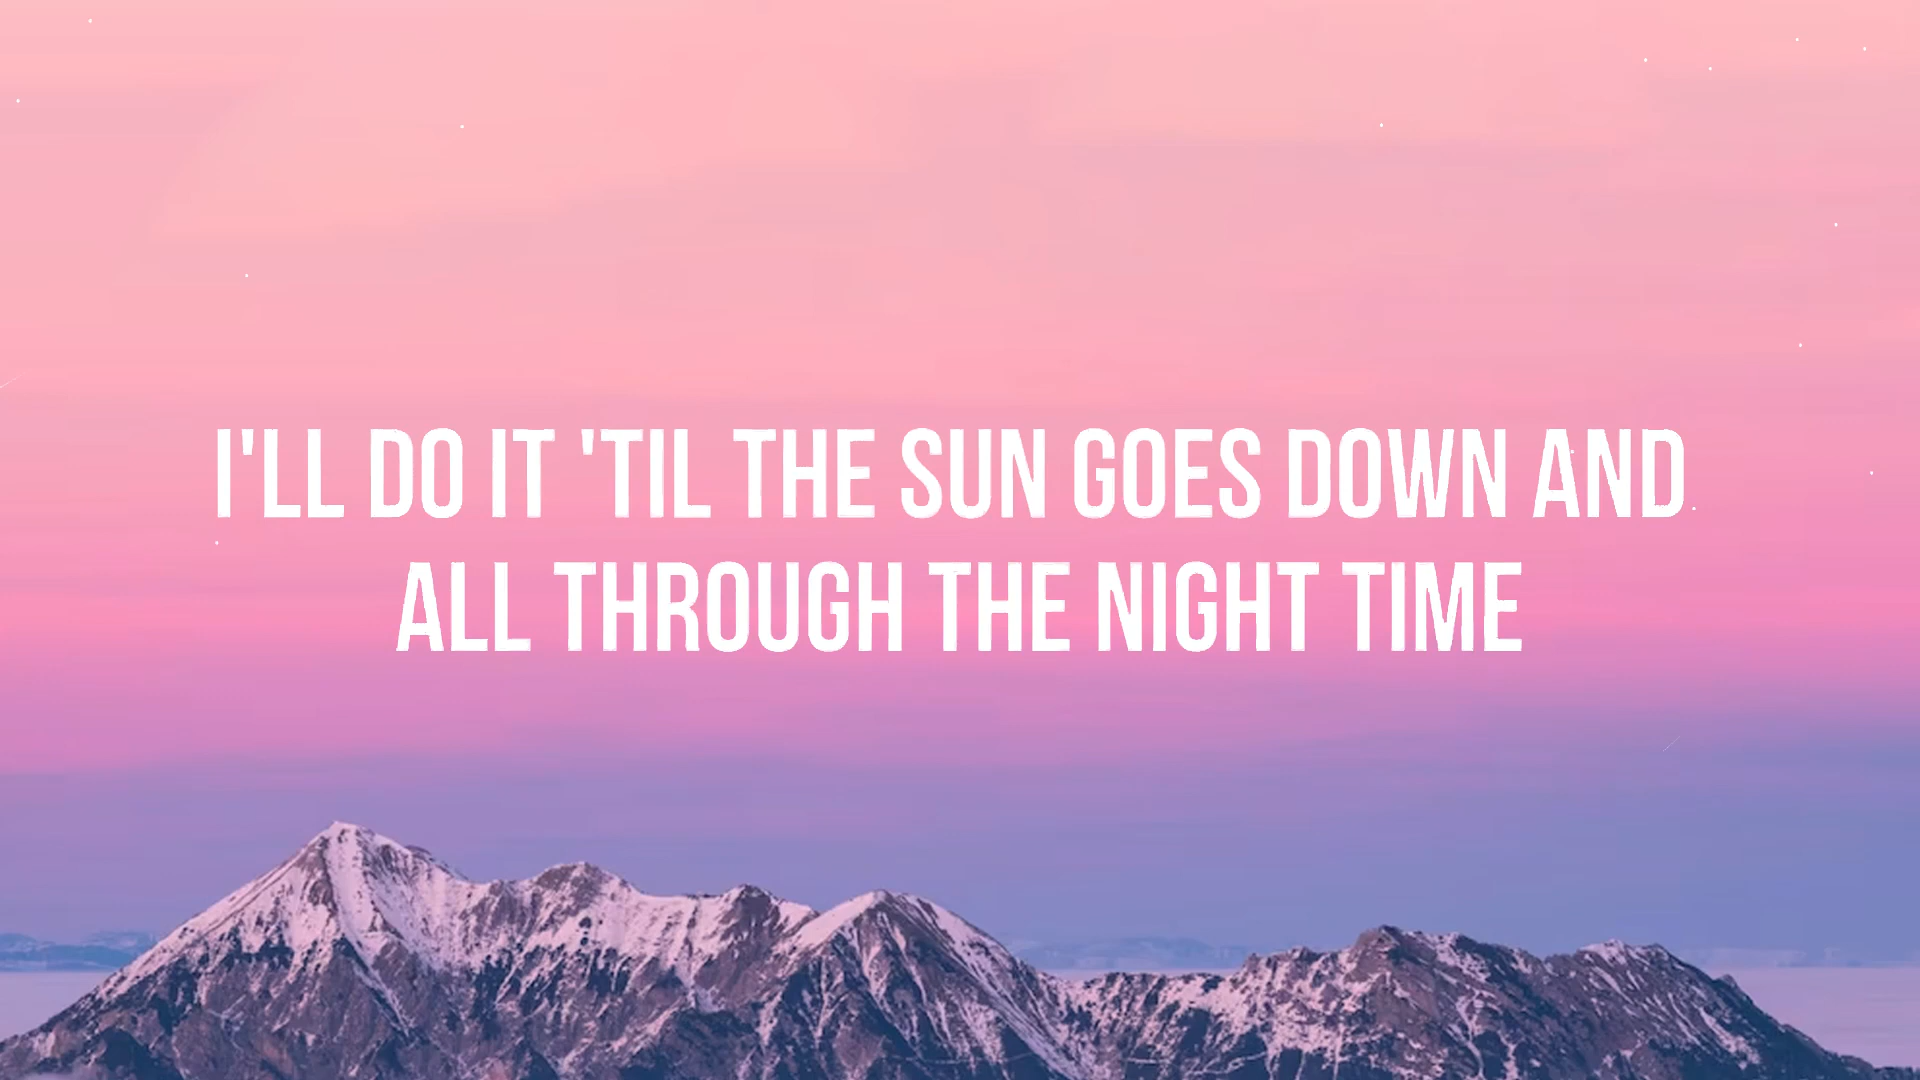 I'LL DO IT 'TIL THE SUN GOES DOWN AND
ALL THROUGH THE NIGHT TIME